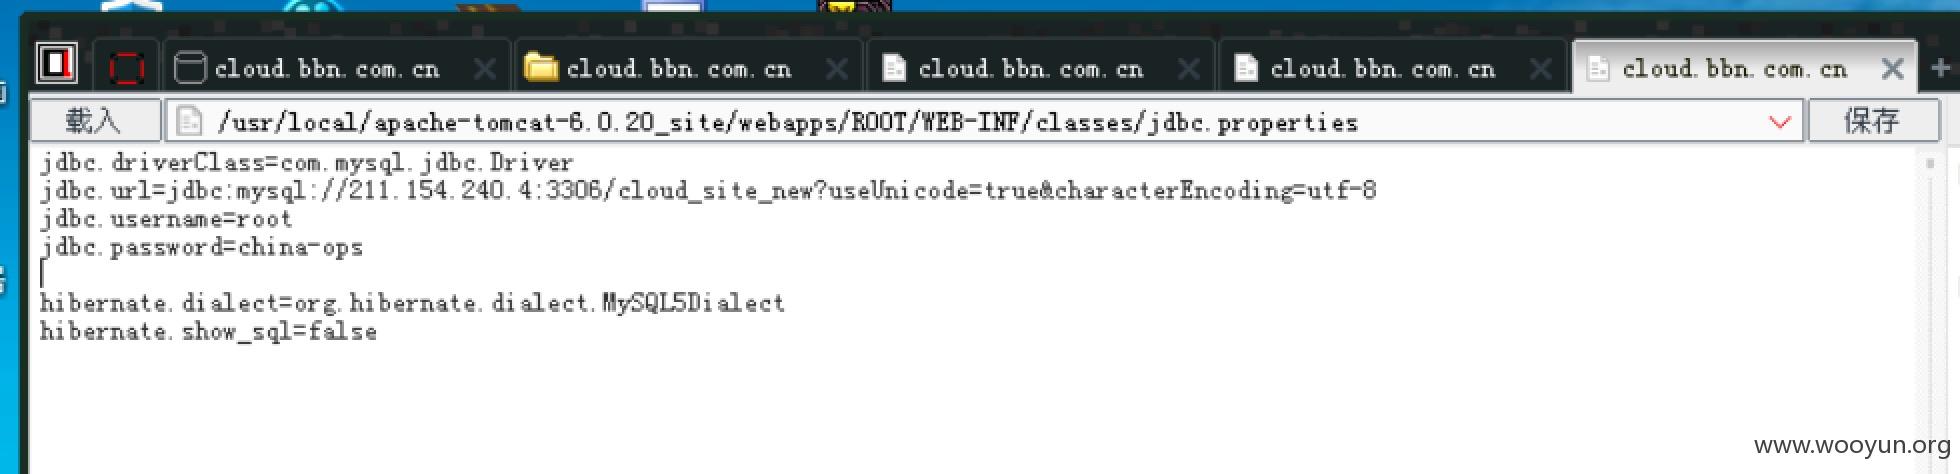 cloud.bbn.com.cn cloud.bbn.com.cn cloud.bbn.com.cn cloud.bbn.com.cn cloud.bbn.com.cn
载入 /usr/local/apache-tomcat-6.0.20_site/webapps/ROOT/WEB-INF/classes/jdbc.properties 保存
jdbc.driverClass=com.mysql.jdbc.Driver
jdbc.url=jdbc:mysql://211.154.240.4:3306/cloud_site_new?useUnicode=true&characterEncoding=utf-8
jdbc.username=root
jdbc.password=china-ops
hibernate.dialect=org.hibernate.dialect.MySQL5Dialect
hibernate.show_sql=false
www.wooyun.org